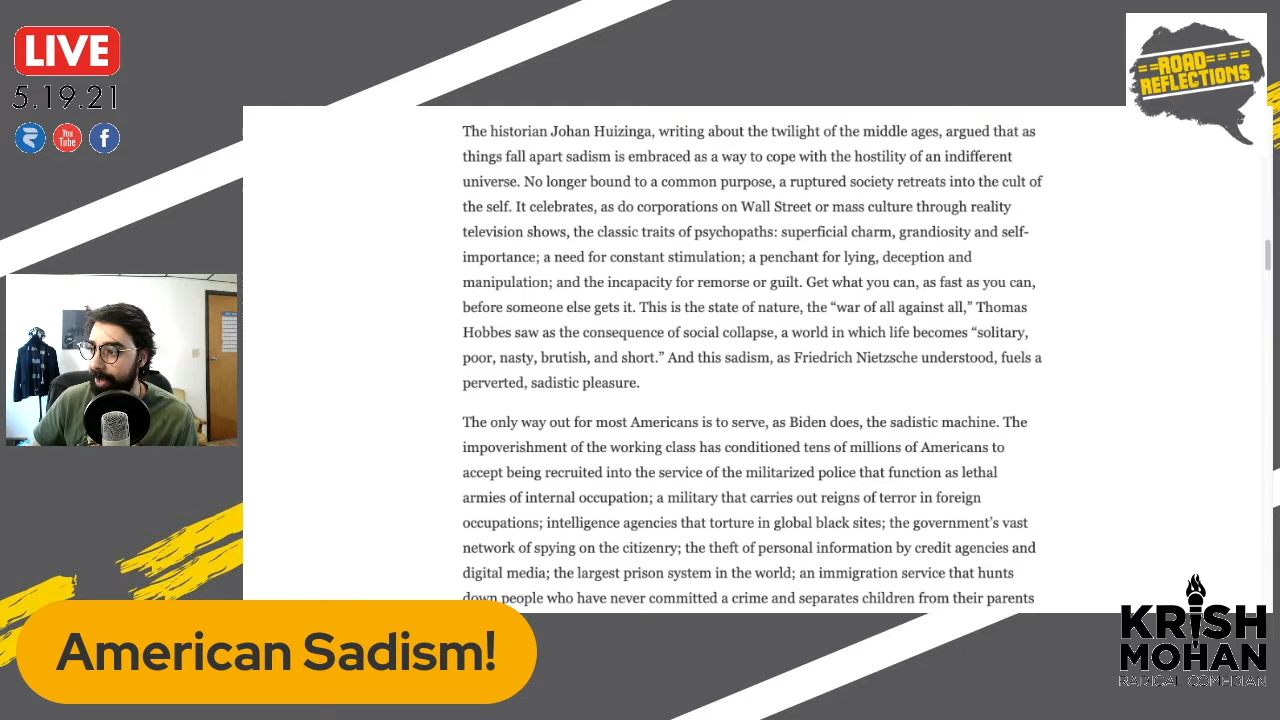 LIVE
5.19.21
You
Tube
f
==ROAD====
REFLECTIONS
The historian Johan Huizinga, writing about the twilight of the middle ages, argued that as
things fall apart sadism is embraced as a way to cope with the hostility of an indifferent
universe. No longer bound to a common purpose, a ruptured society retreats into the cult of
the self. It celebrates, as do corporations on Wall Street or mass culture through reality
television shows, the classic traits of psychopaths: superficial charm, grandiosity and self-
importance; a need for constant stimulation; a penchant for lying, deception and
manipulation; and the incapacity for remorse or guilt. Get what you can, as fast as you can,
before someone else gets it. This is the state of nature, the “war of all against all,” Thomas
Hobbes saw as the consequence of social collapse, a world in which life becomes “solitary,
poor, nasty, brutish, and short.” And this sadism, as Friedrich Nietzsche understood, fuels a
perverted, sadistic pleasure.
The only way out for most Americans is to serve, as Biden does, the sadistic machine. The
impoverishment of the working class has conditioned tens of millions of Americans to
accept being recruited into the service of the militarized police that function as lethal
armies of internal occupation; a military that carries out reigns of terror in foreign
occupations; intelligence agencies that torture in global black sites; the government’s vast
network of spying on the citizenry; the theft of personal information by credit agencies and
digital media; the largest prison system in the world; an immigration service that hunts
down people who have never committed a crime and separates children from their parents
American Sadism!
KRISH
MOHAN
RADICAL COMEDIAN